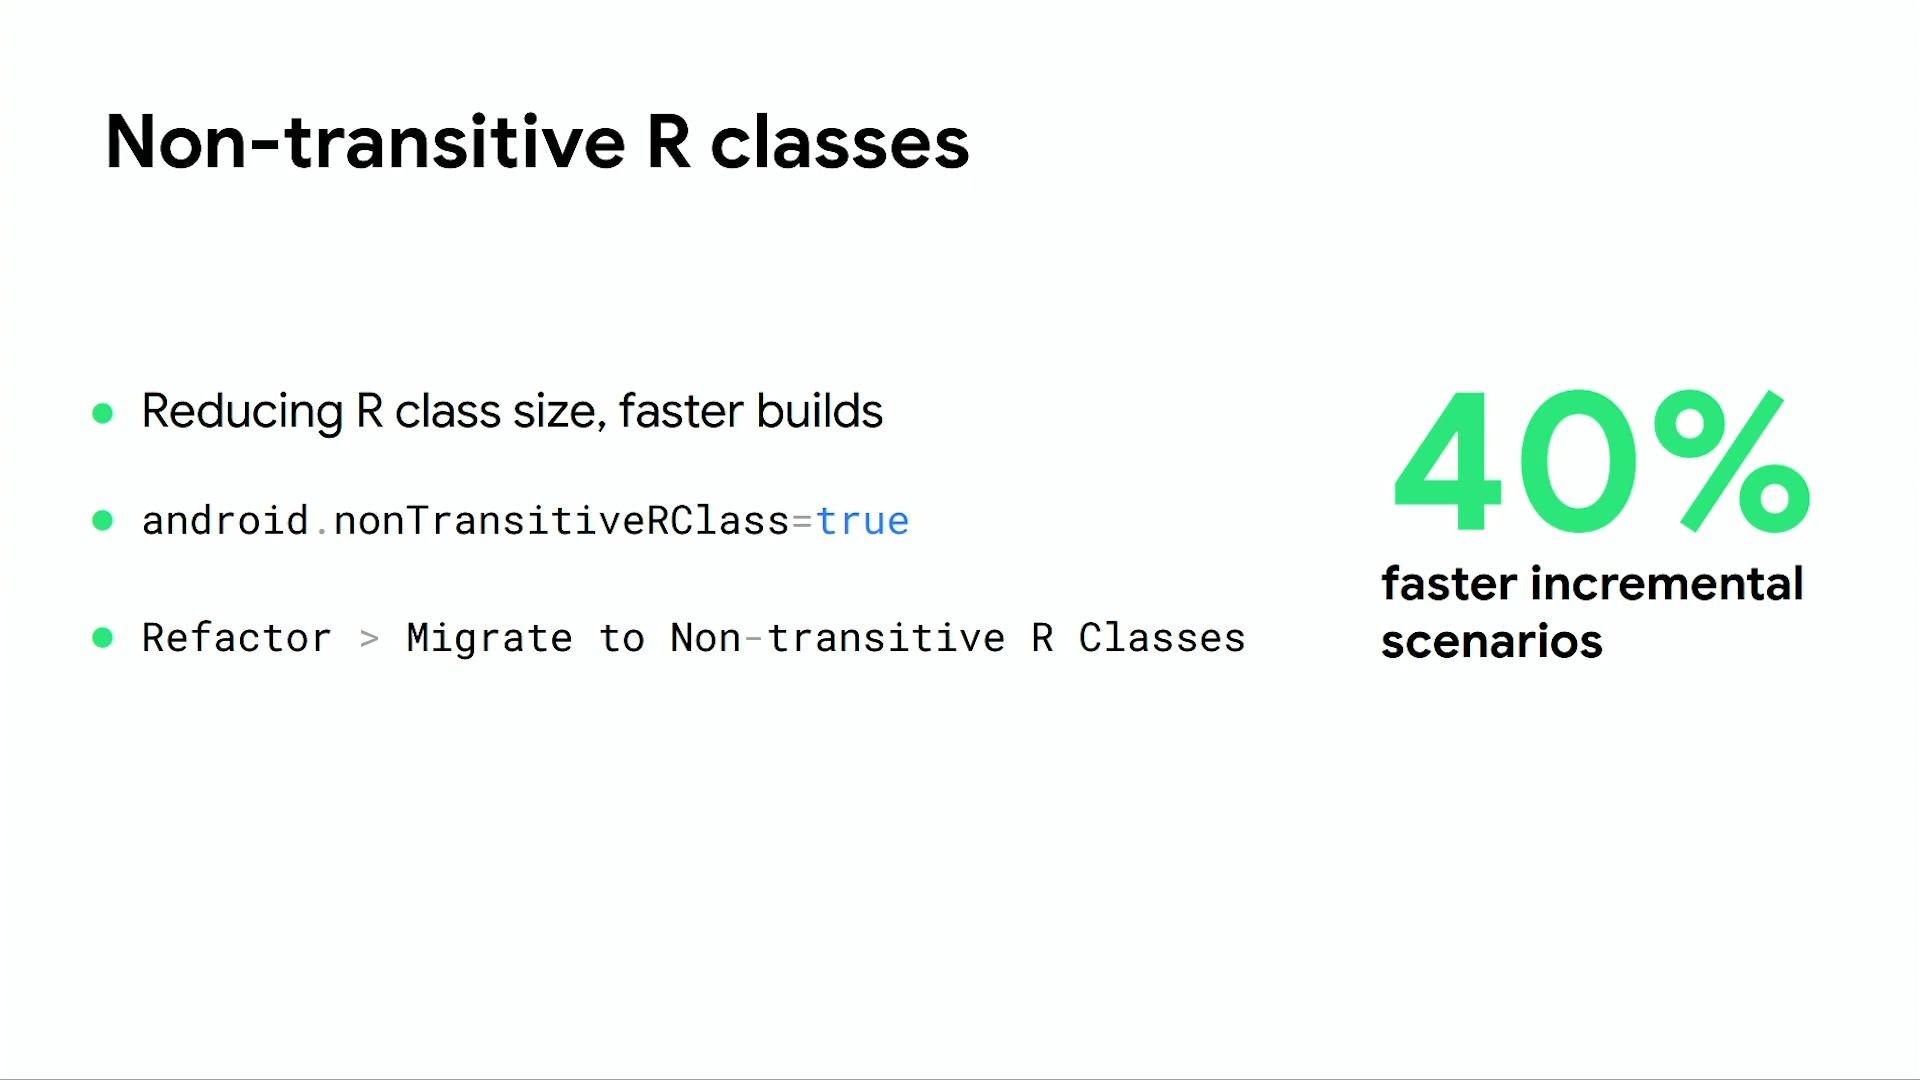 Non-transitive R classes
Reducing R class size, faster builds
android.nonTransitiveRClass=true
Refactor > Migrate to Non-transitive R Classes
40%
faster incremental
scenarios